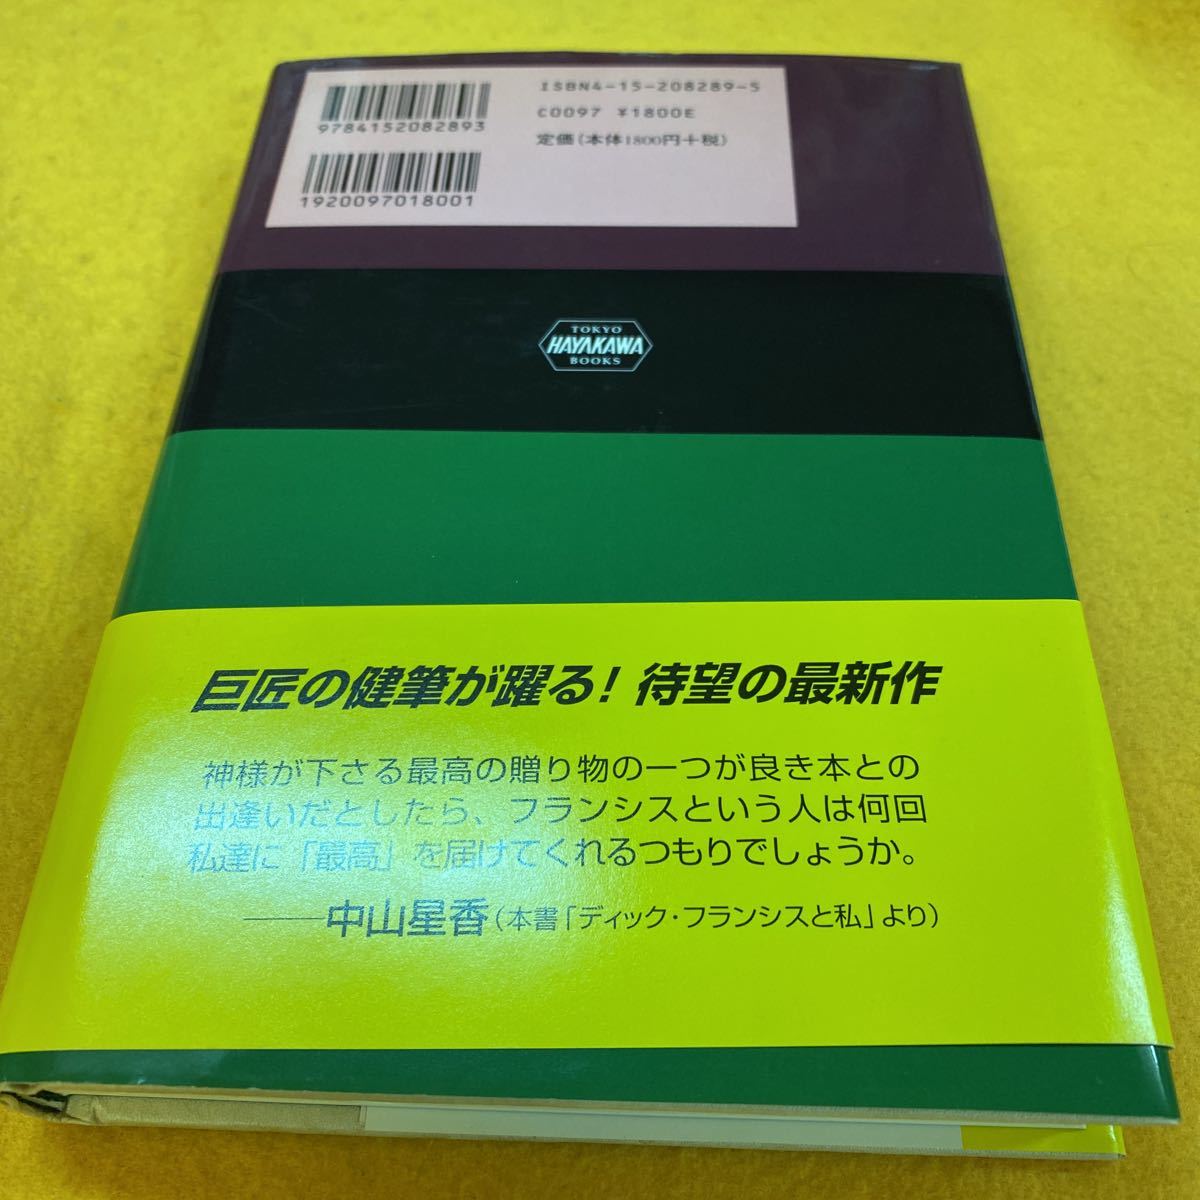 ISBN4-15-208289-5
C0097 ¥1800E
定価(本体1800円+税)
9784152082893
1920097018001
TOKYO
HAYAKAWA
BOOKS
巨匠の健筆が躍る! 待望の最新作
神様が下さる最高の贈り物の一つが良き本との
出逢いだとしたら、フランシスという人は何回
私達に「最高」を届けてくれるつもりでしょうか。
――中山星香(本書「ディック・フランシスと私」より)